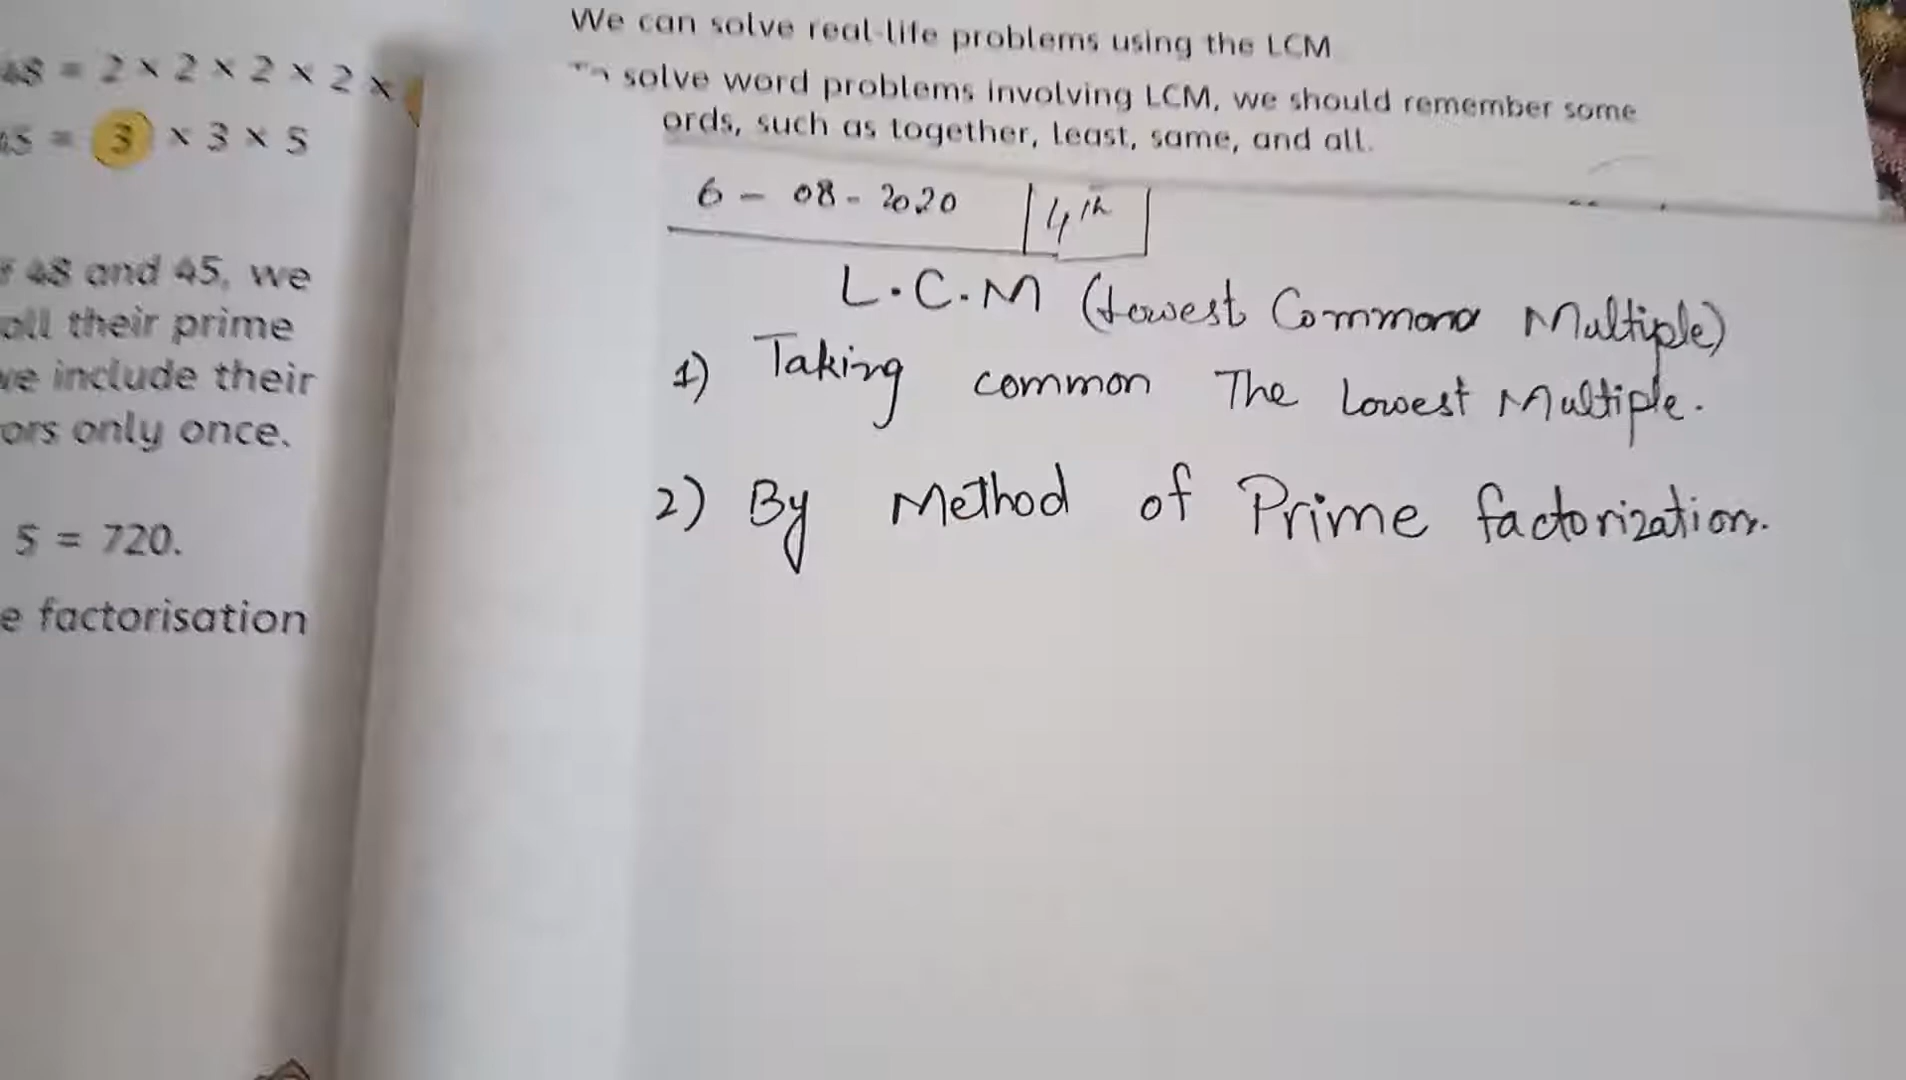 48 = 2 × 2 × 2 × 2 ×
45 = 3 × 3 × 5
48 and 45, we
all their prime
we include their
ors only once.
5 = 720.
e factorisation
We can solve real-life problems using the LCM
solve word problems involving LCM, we should remember some
ords, such as together, least, same, and all.
6 - 08 - 2020 4th
L.C.M (Lowest Common Multiple)
1) Taking common The Lowest Multiple.
2) By Method of Prime factorization.